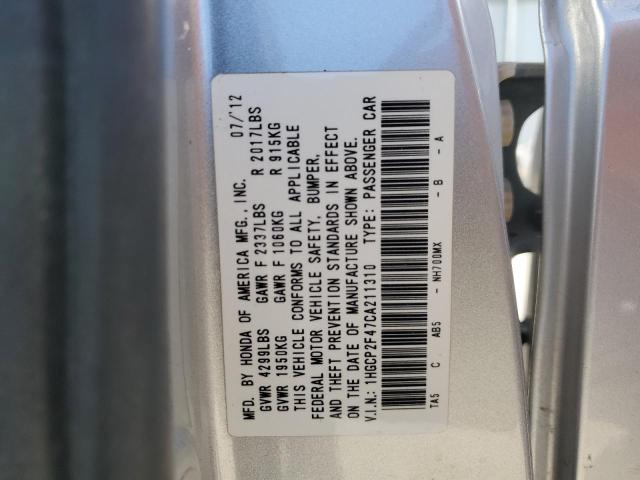 MFD. BY HONDA OF AMERICA MFG., INC. 07/'12
GVWR 4299LBS GAWR F 2337LBS R 2017LBS
GVWR 1950KG GAWR F 1060KG R 915KG
THIS VEHICLE CONFORMS TO ALL APPLICABLE
FEDERAL MOTOR VEHICLE SAFETY, BUMPER,
AND THEFT PREVENTION STANDARDS IN EFFECT
ON THE DATE OF MANUFACTURE SHOWN ABOVE.
V.I.N.: 1HGCP2F47CA211310 TYPE: PASSENGER CAR
TA5 C AB5 - NH700MX - B - A